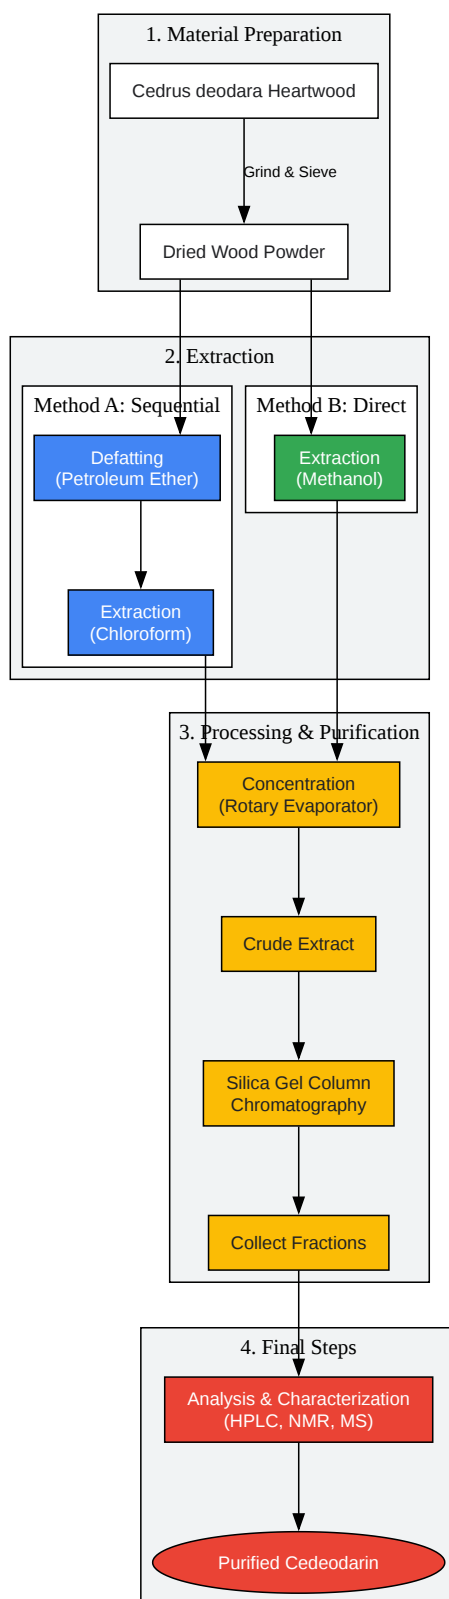 1. Material Preparation
Cedrus deodara Heartwood
Grind & Sieve
Dried Wood Powder
2. Extraction
Method A: Sequential
Defatting
(Petroleum Ether)
Extraction
(Chloroform)
Method B: Direct
Extraction
(Methanol)
3. Processing & Purification
Concentration
(Rotary Evaporator)
Crude Extract
Silica Gel Column
Chromatography
Collect Fractions
4. Final Steps
Analysis & Characterization
(HPLC, NMR, MS)
Purified Cedeodarin